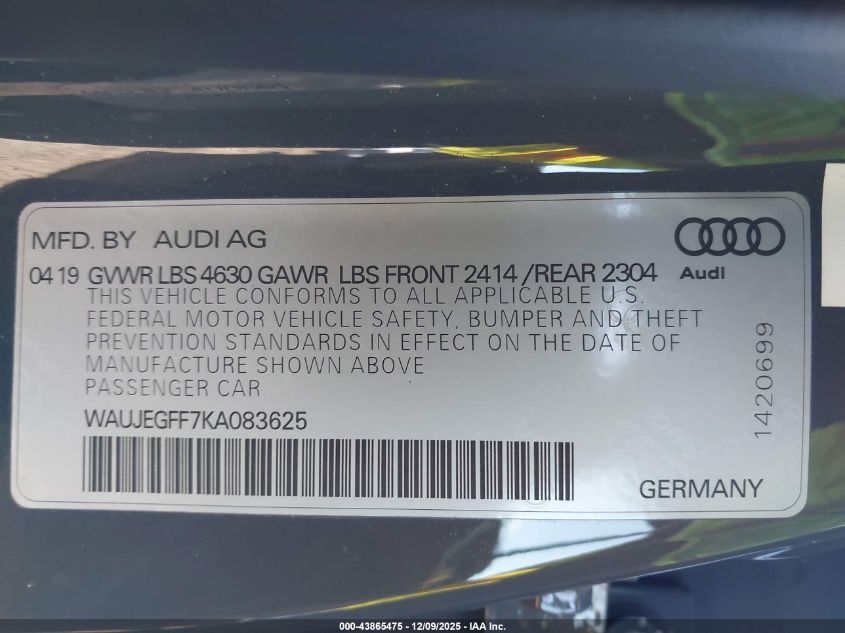 MFD. BY AUDI AG
04 19 GVWR LBS 4630 GAWR LBS FRONT 2414 /REAR 2304
Audi
THIS VEHICLE CONFORMS TO ALL APPLICABLE U.S.
FEDERAL MOTOR VEHICLE SAFETY, BUMPER AND THEFT
PREVENTION STANDARDS IN EFFECT ON THE DATE OF
MANUFACTURE SHOWN ABOVE
PASSENGER CAR
WAUJEGFF7KA083625
1420699
GERMANY
000-43865475 - 12/09/2025 - IAA Inc.